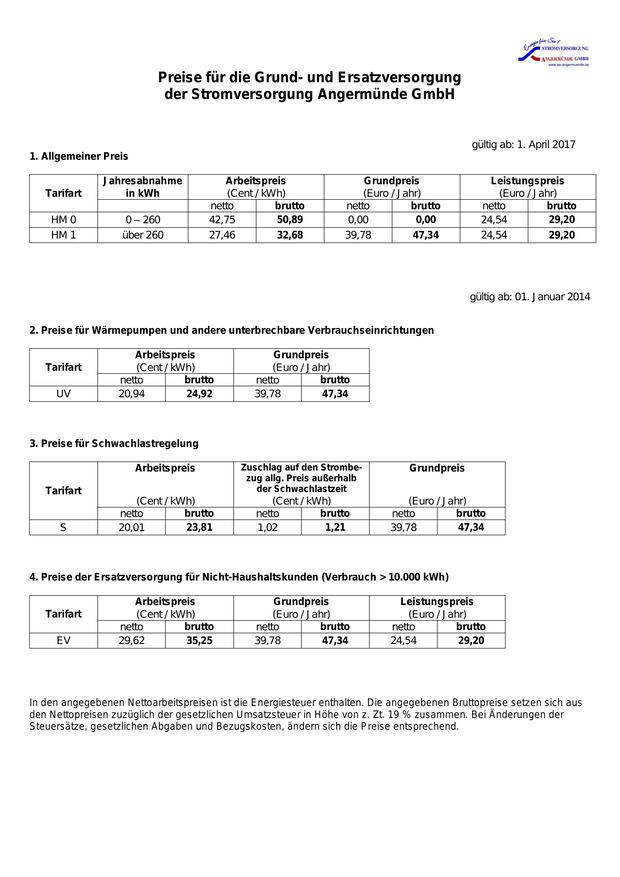 Energie für Sie!
STROMVERSORGUNG
ANGERMÜNDE GMBH
www.sw-angermuende.de
Preise für die Grund- und Ersatzversorgung
der Stromversorgung Angermünde GmbH
gültig ab: 1. April 2017
1. Allgemeiner Preis
Tarifart Jahresabnahme in kWh Arbeitspreis (Cent / kWh) Grundpreis (Euro / Jahr) Leistungspreis (Euro / Jahr)
netto brutto netto brutto netto brutto
HM 0 0 – 260 42,75 50,89 0,00 0,00 24,54 29,20
HM 1 über 260 27,46 32,68 39,78 47,34 24,54 29,20
gültig ab: 01. Januar 2014
2. Preise für Wärmepumpen und andere unterbrechbare Verbrauchseinrichtungen
Tarifart Arbeitspreis (Cent / kWh) Grundpreis (Euro / Jahr)
netto brutto netto brutto
UV 20,94 24,92 39,78 47,34
3. Preise für Schwachlastregelung
Tarifart Arbeitspreis (Cent / kWh) Zuschlag auf den Strombe- zug allg. Preis außerhalb der Schwachlastzeit (Cent / kWh) Grundpreis (Euro / Jahr)
netto brutto netto brutto netto brutto
S 20,01 23,81 1,02 1,21 39,78 47,34
4. Preise der Ersatzversorgung für Nicht-Haushaltskunden (Verbrauch > 10.000 kWh)
Tarifart Arbeitspreis (Cent / kWh) Grundpreis (Euro / Jahr) Leistungspreis (Euro / Jahr)
netto brutto netto brutto netto brutto
EV 29,62 35,25 39,78 47,34 24,54 29,20
In den angegebenen Nettoarbeitspreisen ist die Energiesteuer enthalten. Die angegebenen Bruttopreise setzen sich aus
den Nettopreisen zuzüglich der gesetzlichen Umsatzsteuer in Höhe von z. Zt. 19 % zusammen. Bei Änderungen der
Steuersätze, gesetzlichen Abgaben und Bezugskosten, ändern sich die Preise entsprechend.